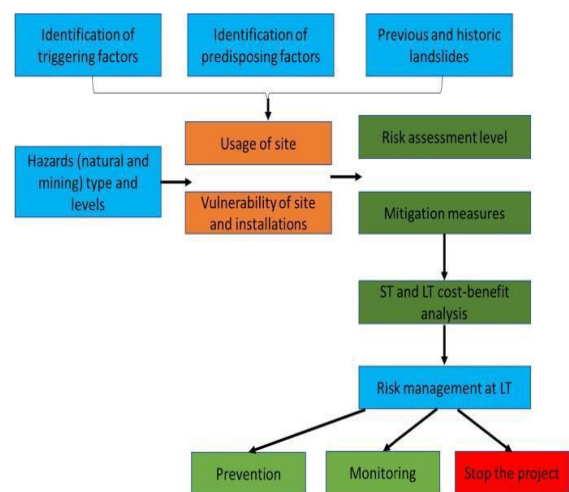 Identification of
triggering factors
Identification of
predisposing factors
Previous and historic
landslides
Usage of site
Risk assessment level
Hazards (natural and
mining) type and
levels
Vulnerability of site
and installations
Mitigation measures
ST and LT cost-benefit
analysis
Risk management at LT
Prevention
Monitoring
Stop the project